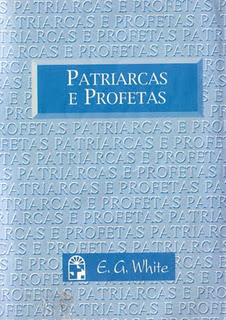 PATRIARCAS
E PROFETAS
E. G. White